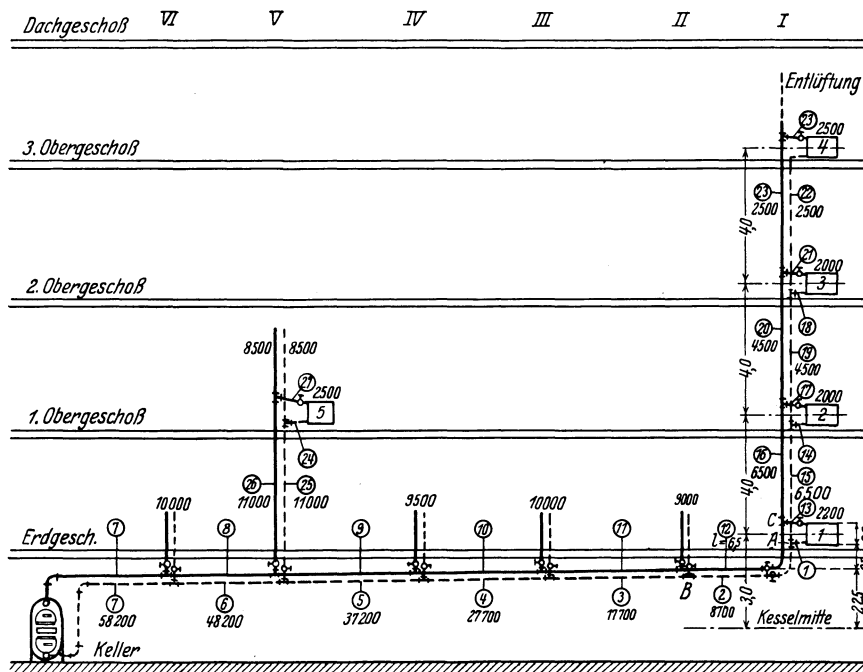 Dachgeschoß VI V IV III II I
Entlüftung
23
2500
4
3. Obergeschoß
23 22
2500 2500
4,0
21
2000
3
2. Obergeschoß
18
20
4500
19
4500
8500 8500
4,0
21
2500
5
17
2000
2
1. Obergeschoß
24
14
16
6500
15
6500
26 25
11000 11000
4,0
10000
9500
10000
9000
13
2200
C
1
A
Erdgesch.
7 8 9 10 11 12
l=6,5
1
B
7 6 5 4 3 2
58200 48200 37200 27700 17700 8700
3,0
2,25
Kesselmitte
Keller